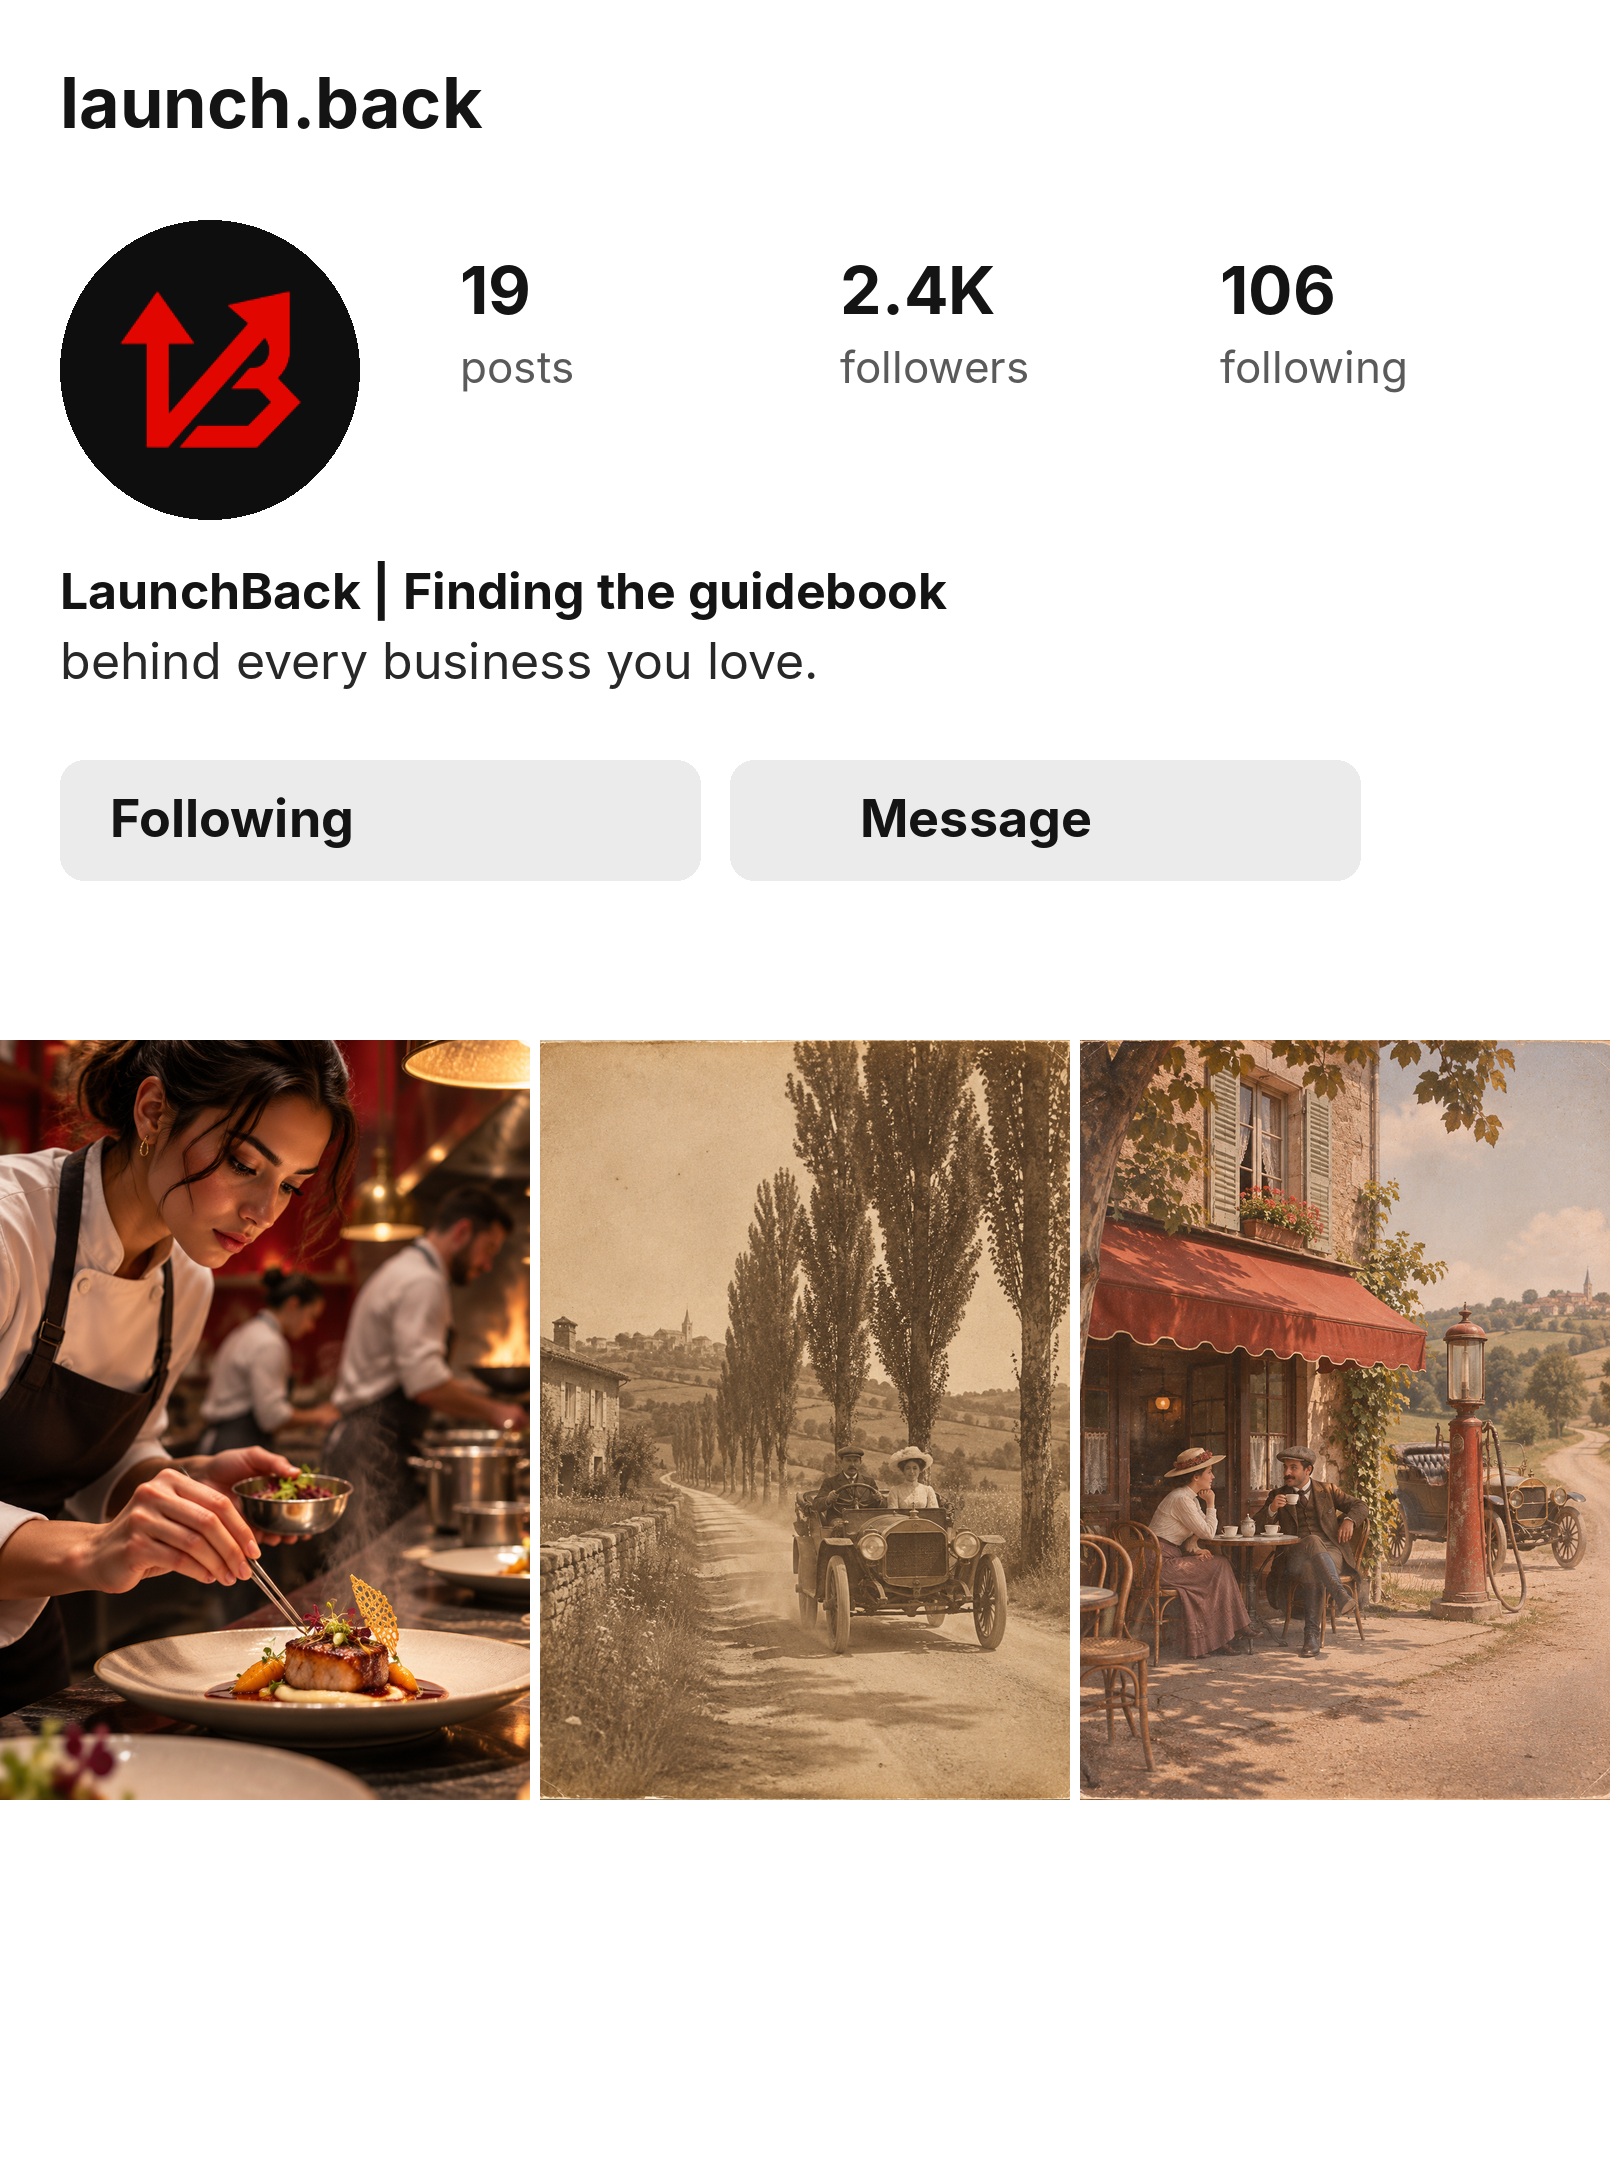 launch.back
19
2.4K
106
posts
followers
following
LaunchBack | Finding the guidebook
behind every business you love.
Following
Message